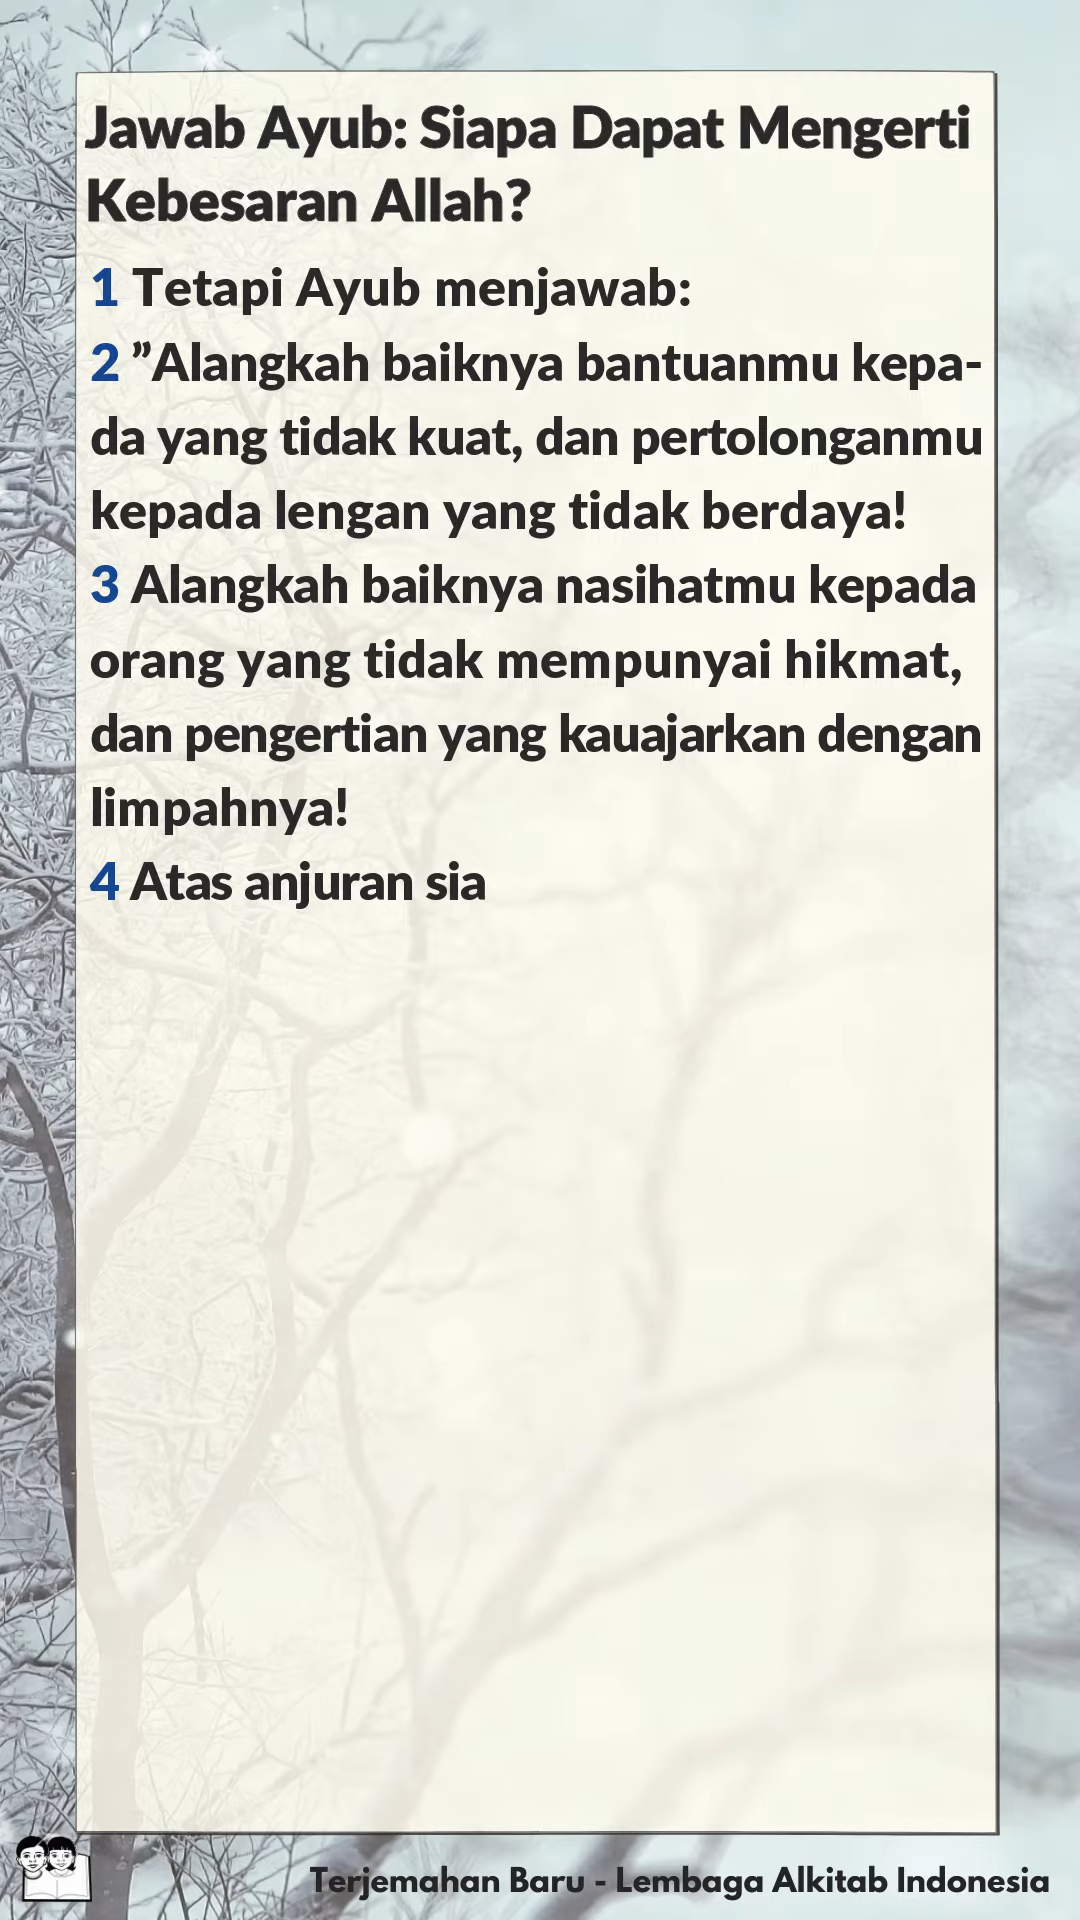 Jawab Ayub: Siapa Dapat Mengerti
Kebesaran Allah?
1 Tetapi Ayub menjawab:
2 ”Alangkah baiknya bantuanmu kepa-
da yang tidak kuat, dan pertolonganmu
kepada lengan yang tidak berdaya!
3 Alangkah baiknya nasihatmu kepada
orang yang tidak mempunyai hikmat,
dan pengertian yang kauajarkan dengan
limpahnya!
4 Atas anjuran sia
Terjemahan Baru - Lembaga Alkitab Indonesia